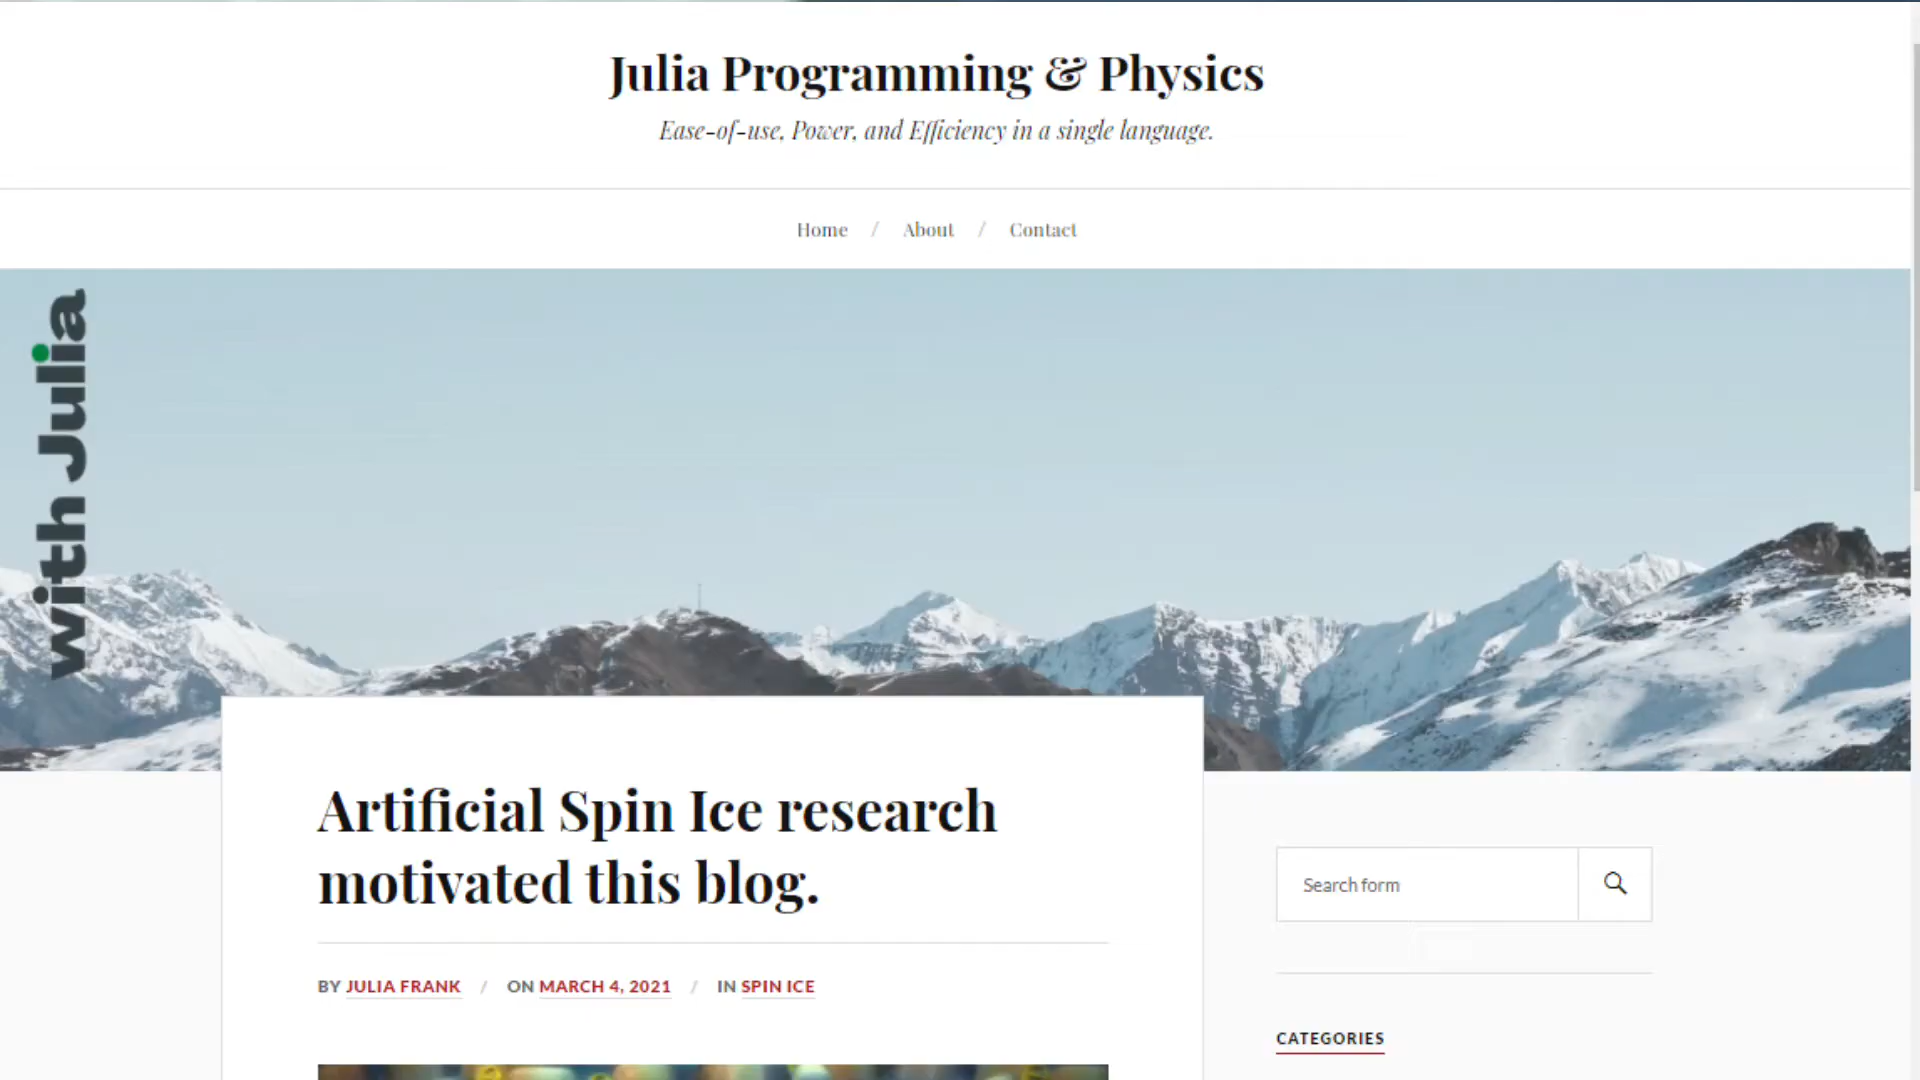 Julia Programming & Physics
Ease-of-use, Power, and Efficiency in a single language.
Home / About / Contact
with Julia
Artificial Spin Ice research
motivated this blog.
BY JULIA FRANK / ON MARCH 4, 2021 / IN SPIN ICE
Search form
CATEGORIES